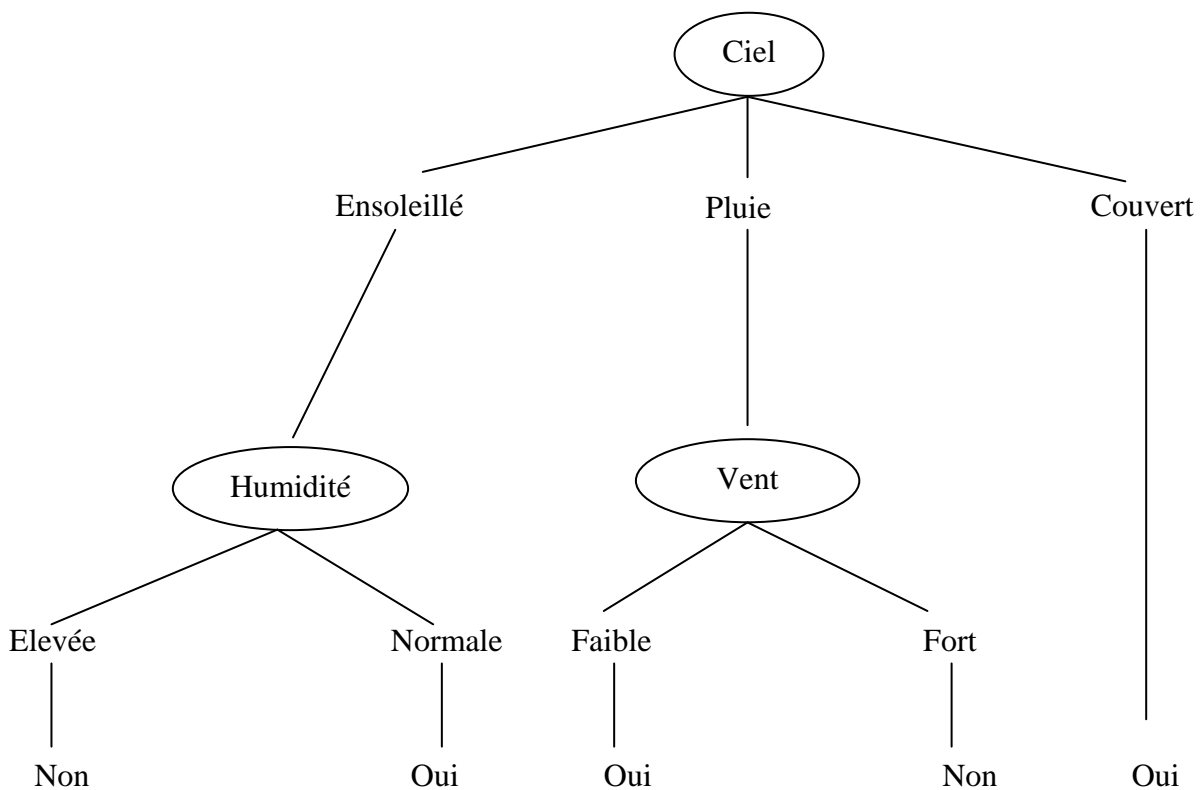 Ciel
Ensoleillé Pluie Couvert
Humidité Vent
Elevée Normale Faible Fort
Non Oui Oui Non Oui